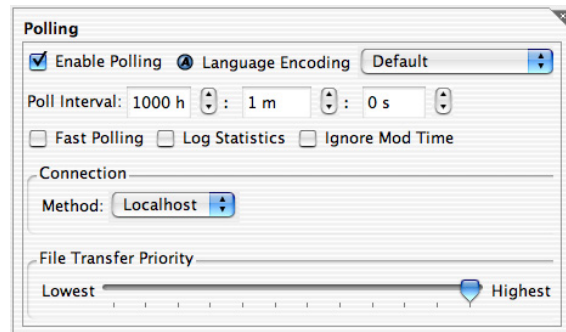 Polling
Enable Polling Language Encoding Default
Poll Interval: 1000 h : 1 m : 0 s
Fast Polling Log Statistics Ignore Mod Time
Connection
Method: Localhost
File Transfer Priority
Lowest Highest